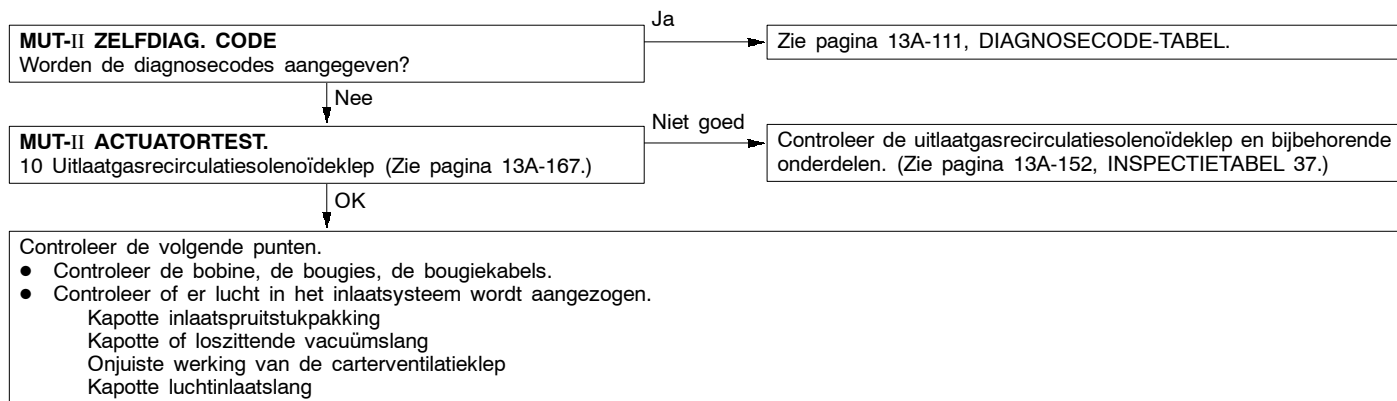 MUT-II ZELFDIAG. CODE
Worden de diagnosecodes aangegeven?
Ja
Zie pagina 13A-111, DIAGNOSECODE-TABEL.
Nee
MUT-II ACTUATORTEST.
10 Uitlaatgasrecirculatiesolenoïdeklep (Zie pagina 13A-167.)
Niet goed
Controleer de uitlaatgasrecirculatiesolenoïdeklep en bijbehorende
onderdelen. (Zie pagina 13A-152, INSPECTIETABEL 37.)
OK
Controleer de volgende punten.
● Controleer de bobine, de bougies, de bougiekabels.
● Controleer of er lucht in het inlaatsysteem wordt aangezogen.
Kapotte inlaatspruitstukpakking
Kapotte of loszittende vacuümslang
Onjuiste werking van de carterventilatieklep
Kapotte luchtinlaatslang